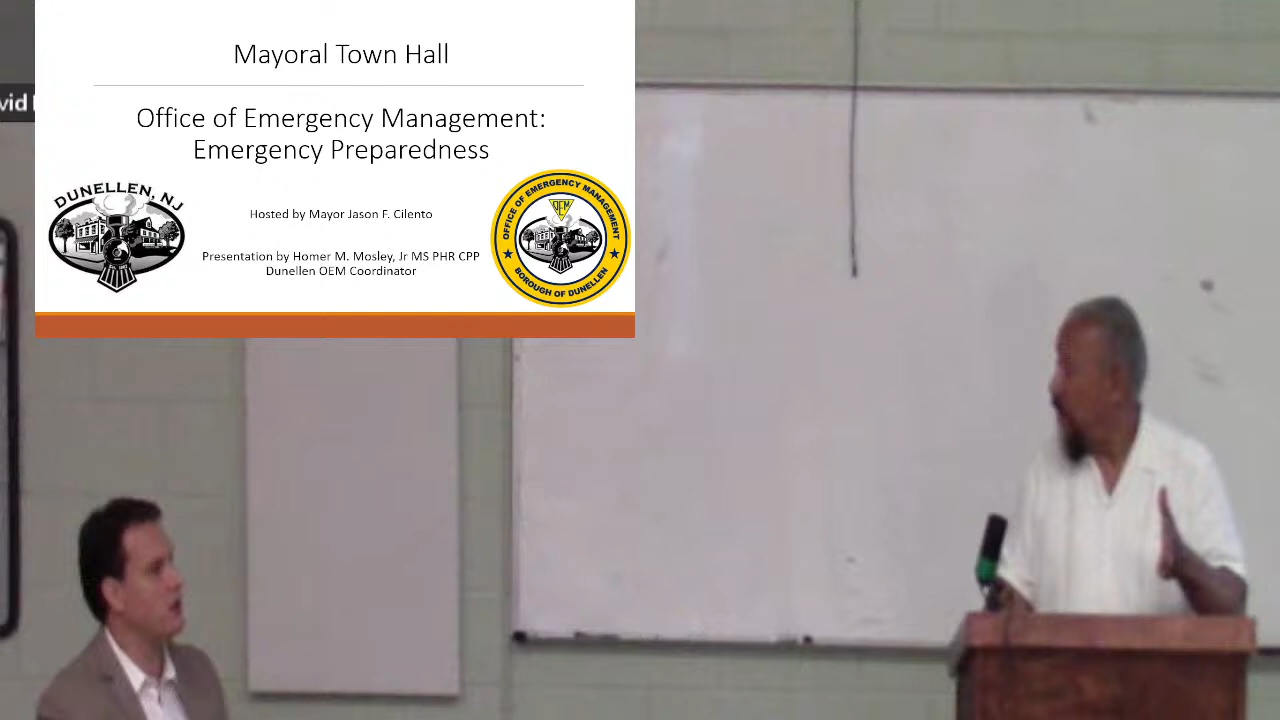 Mayoral Town Hall
Office of Emergency Management:
Emergency Preparedness
DUNELLEN, NJ
Hosted by Mayor Jason F. Cilento
Presentation by Homer M. Mosley, Jr MS PHR CPP
Dunellen OEM Coordinator
OFFICE OF EMERGENCY MANAGEMENT
OEM
BOROUGH OF DUNELLEN